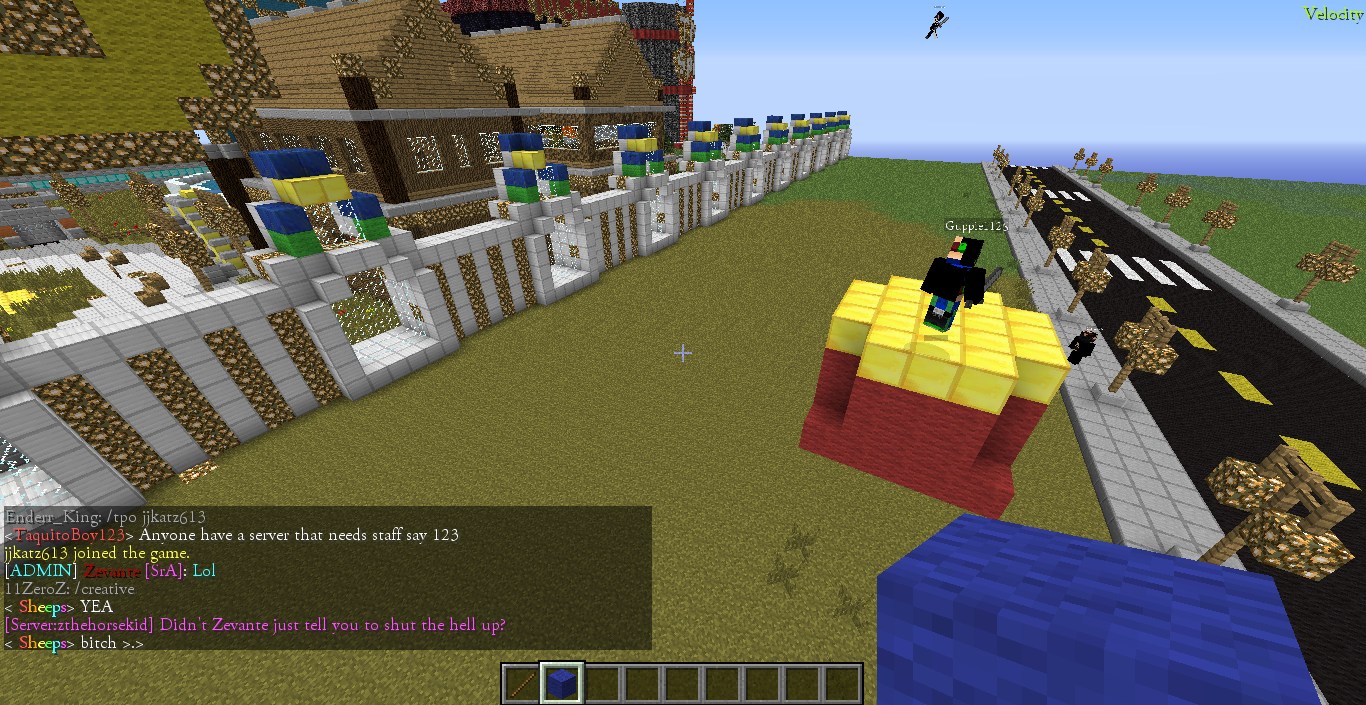 Velocity
Guppie1123
Enderr_King: /tpo jjkatz613
<TaquitoBoy123> Anyone have a server that needs staff say 123
jjkatz613 joined the game.
[ADMIN] Zevante [SrA]: Lol
11ZeroZ: /creative
< Sheeps> YEA
[Server:zthehorsekid] Didn't Zevante just tell you to shut the hell up?
< Sheeps> bitch >.>